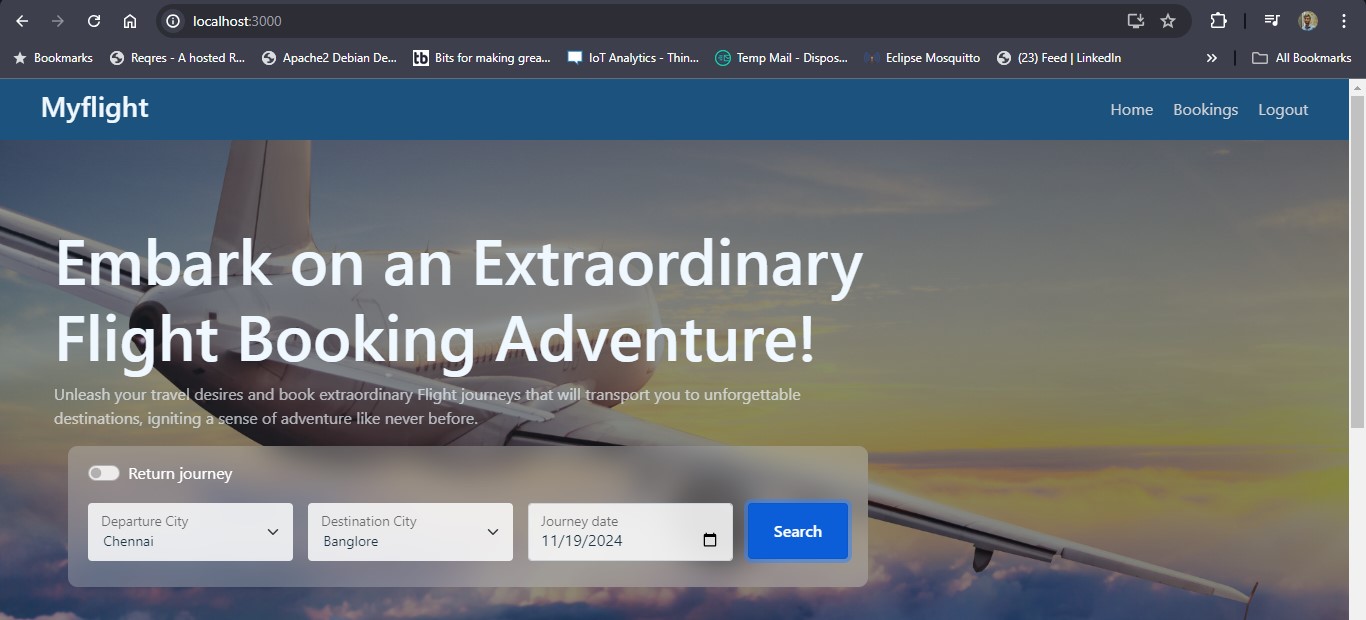 localhost:3000
Bookmarks
Reqres - A hosted R...
Apache2 Debian De...
tb
Bits for making grea...
IoT Analytics - Thin...
Temp Mail - Dispos...
Eclipse Mosquitto
(23) Feed | LinkedIn
All Bookmarks
Myflight
Home
Bookings
Logout
Embark on an Extraordinary
Flight Booking Adventure!
Unleash your travel desires and book extraordinary Flight journeys that will transport you to unforgettable
destinations, igniting a sense of adventure like never before.
Return journey
Departure City
Chennai
Destination City
Banglore
Journey date
11/19/2024
Search